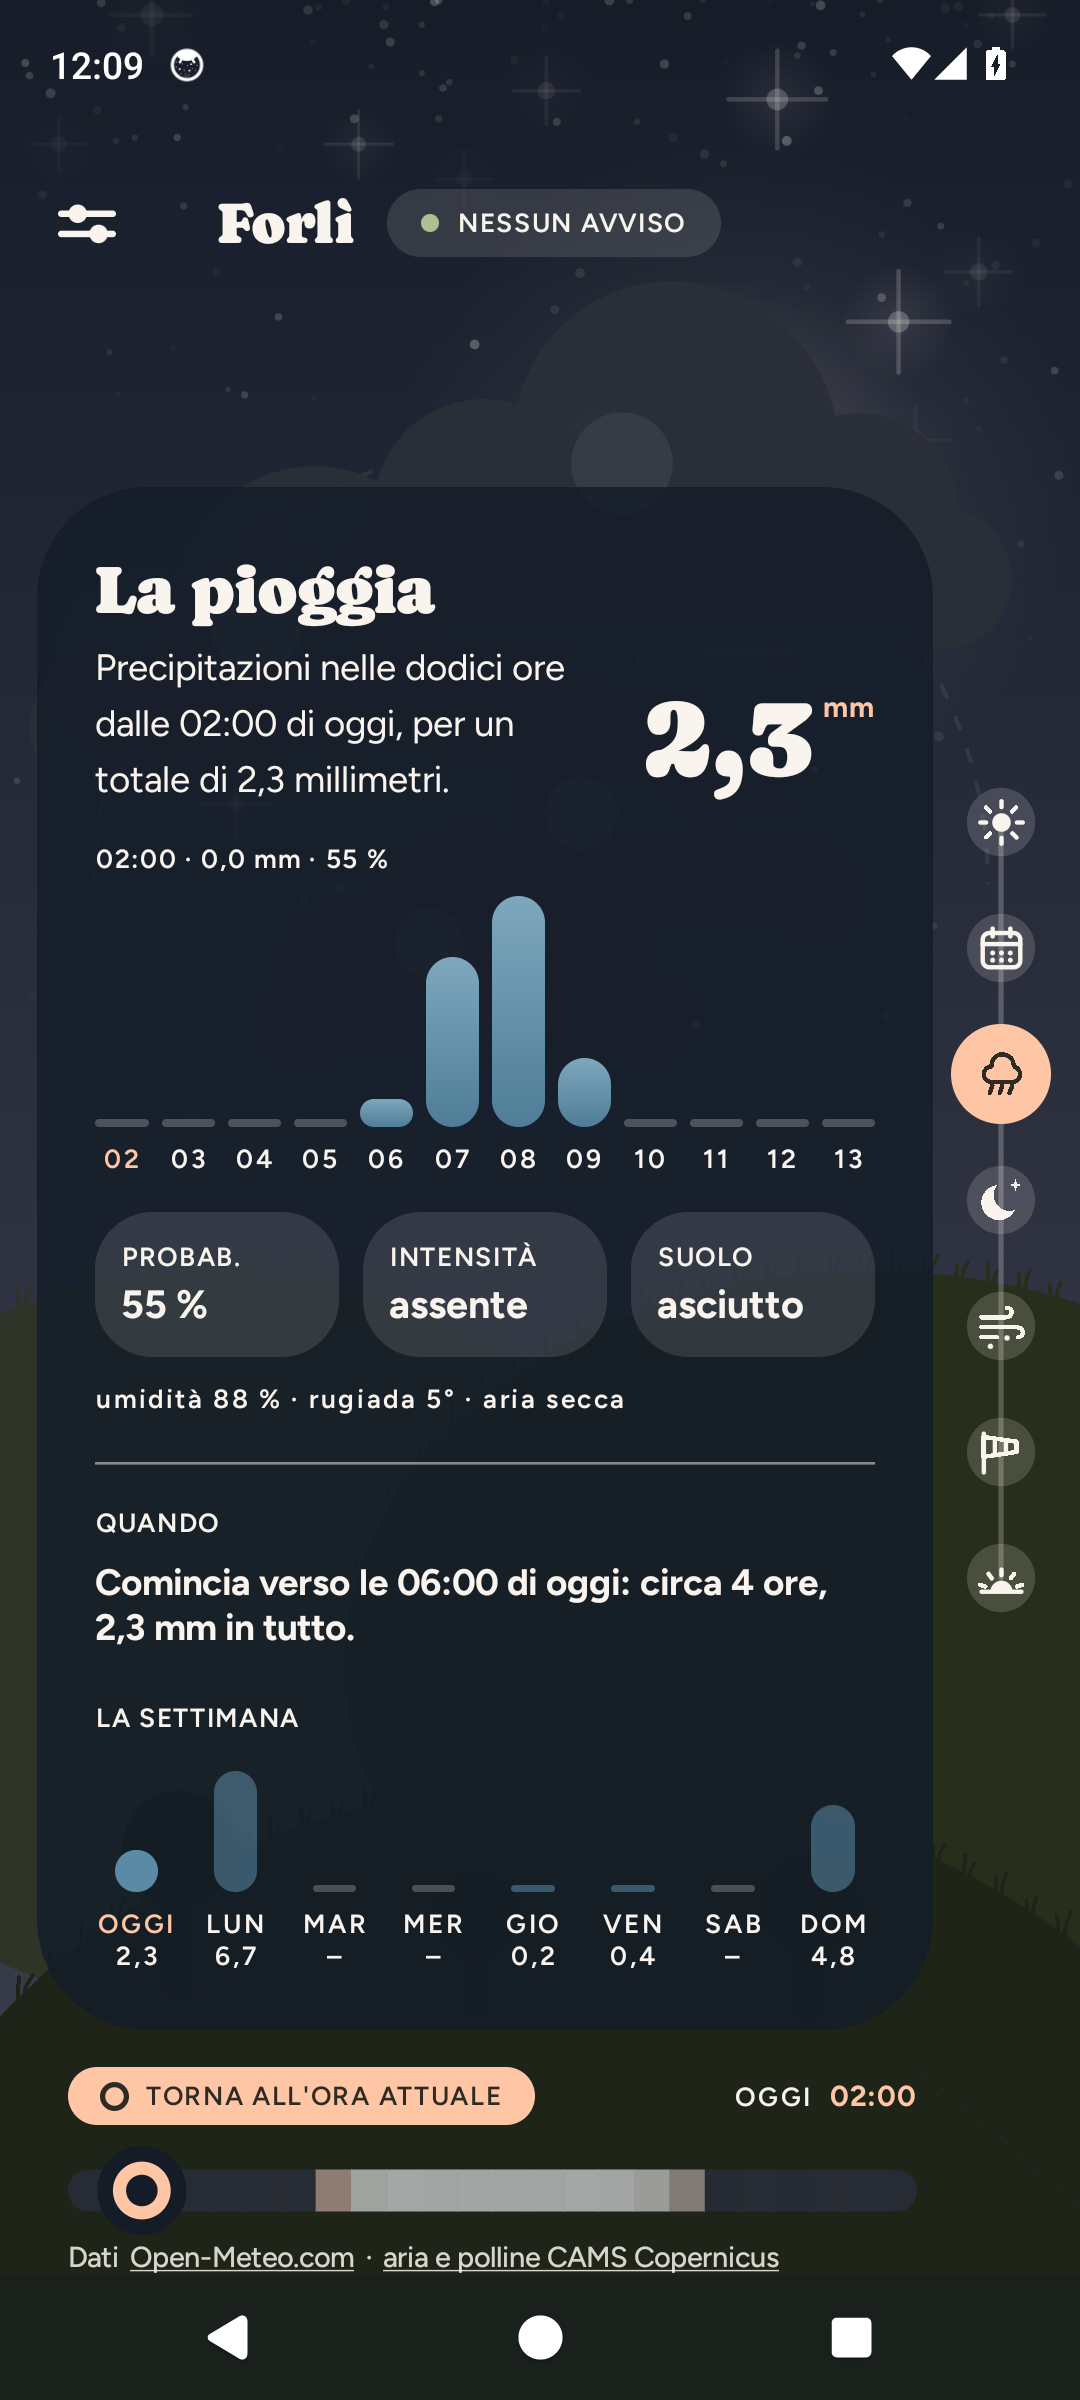 12:09
Forlì
NESSUN AVVISO
La pioggia
Precipitazioni nelle dodici ore
dalle 02:00 di oggi, per un
totale di 2,3 millimetri.
2,3 mm
02:00 · 0,0 mm · 55 %
02 03 04 05 06 07 08 09 10 11 12 13
PROBAB.
55 %
INTENSITÀ
assente
SUOLO
asciutto
umidità 88 % · rugiada 5° · aria secca
QUANDO
Comincia verso le 06:00 di oggi: circa 4 ore,
2,3 mm in tutto.
LA SETTIMANA
OGGI LUN MAR MER GIO VEN SAB DOM
2,3 6,7 – – 0,2 0,4 – 4,8
TORNA ALL'ORA ATTUALE
OGGI 02:00
Dati Open-Meteo.com · aria e polline CAMS Copernicus